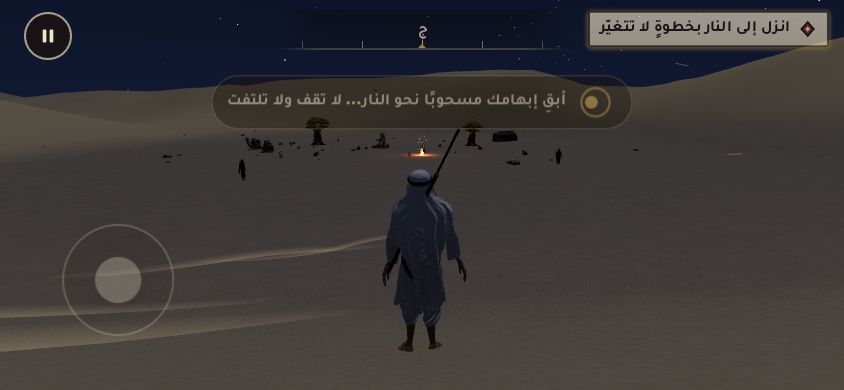 انزل إلى النار بخطوةٍ لا تتغيّر
ج
أبقِ إبهامك مسحوبًا نحو النار... لا تقف ولا تلتفت